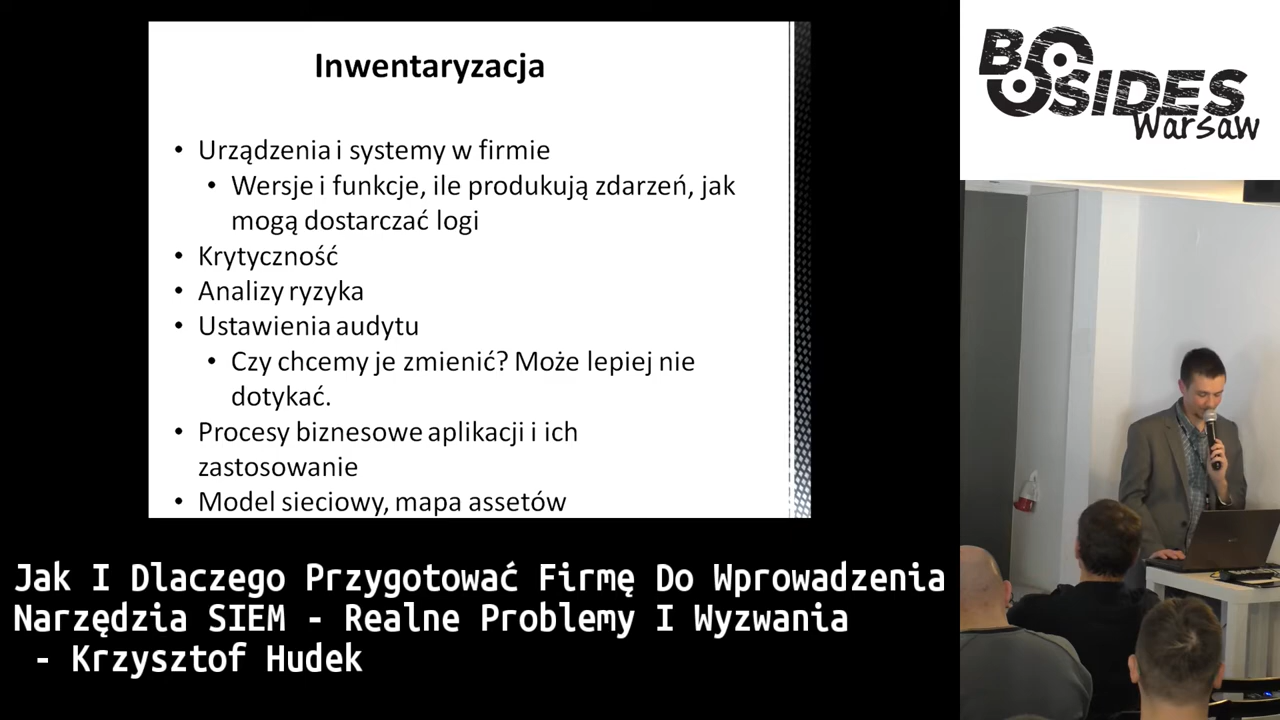 Inwentaryzacja
• Urządzenia i systemy w firmie
• Wersje i funkcje, ile produkują zdarzeń, jak
mogą dostarczać logi
• Krytyczność
• Analizy ryzyka
• Ustawienia audytu
• Czy chcemy je zmienić? Może lepiej nie
dotykać.
• Procesy biznesowe aplikacji i ich
zastosowanie
• Model sieciowy, mapa assetów
BSIDES
Warsaw
Jak I Dlaczego Przygotować Firmę Do Wprowadzenia
Narzędzia SIEM - Realne Problemy I Wyzwania
- Krzysztof Hudek